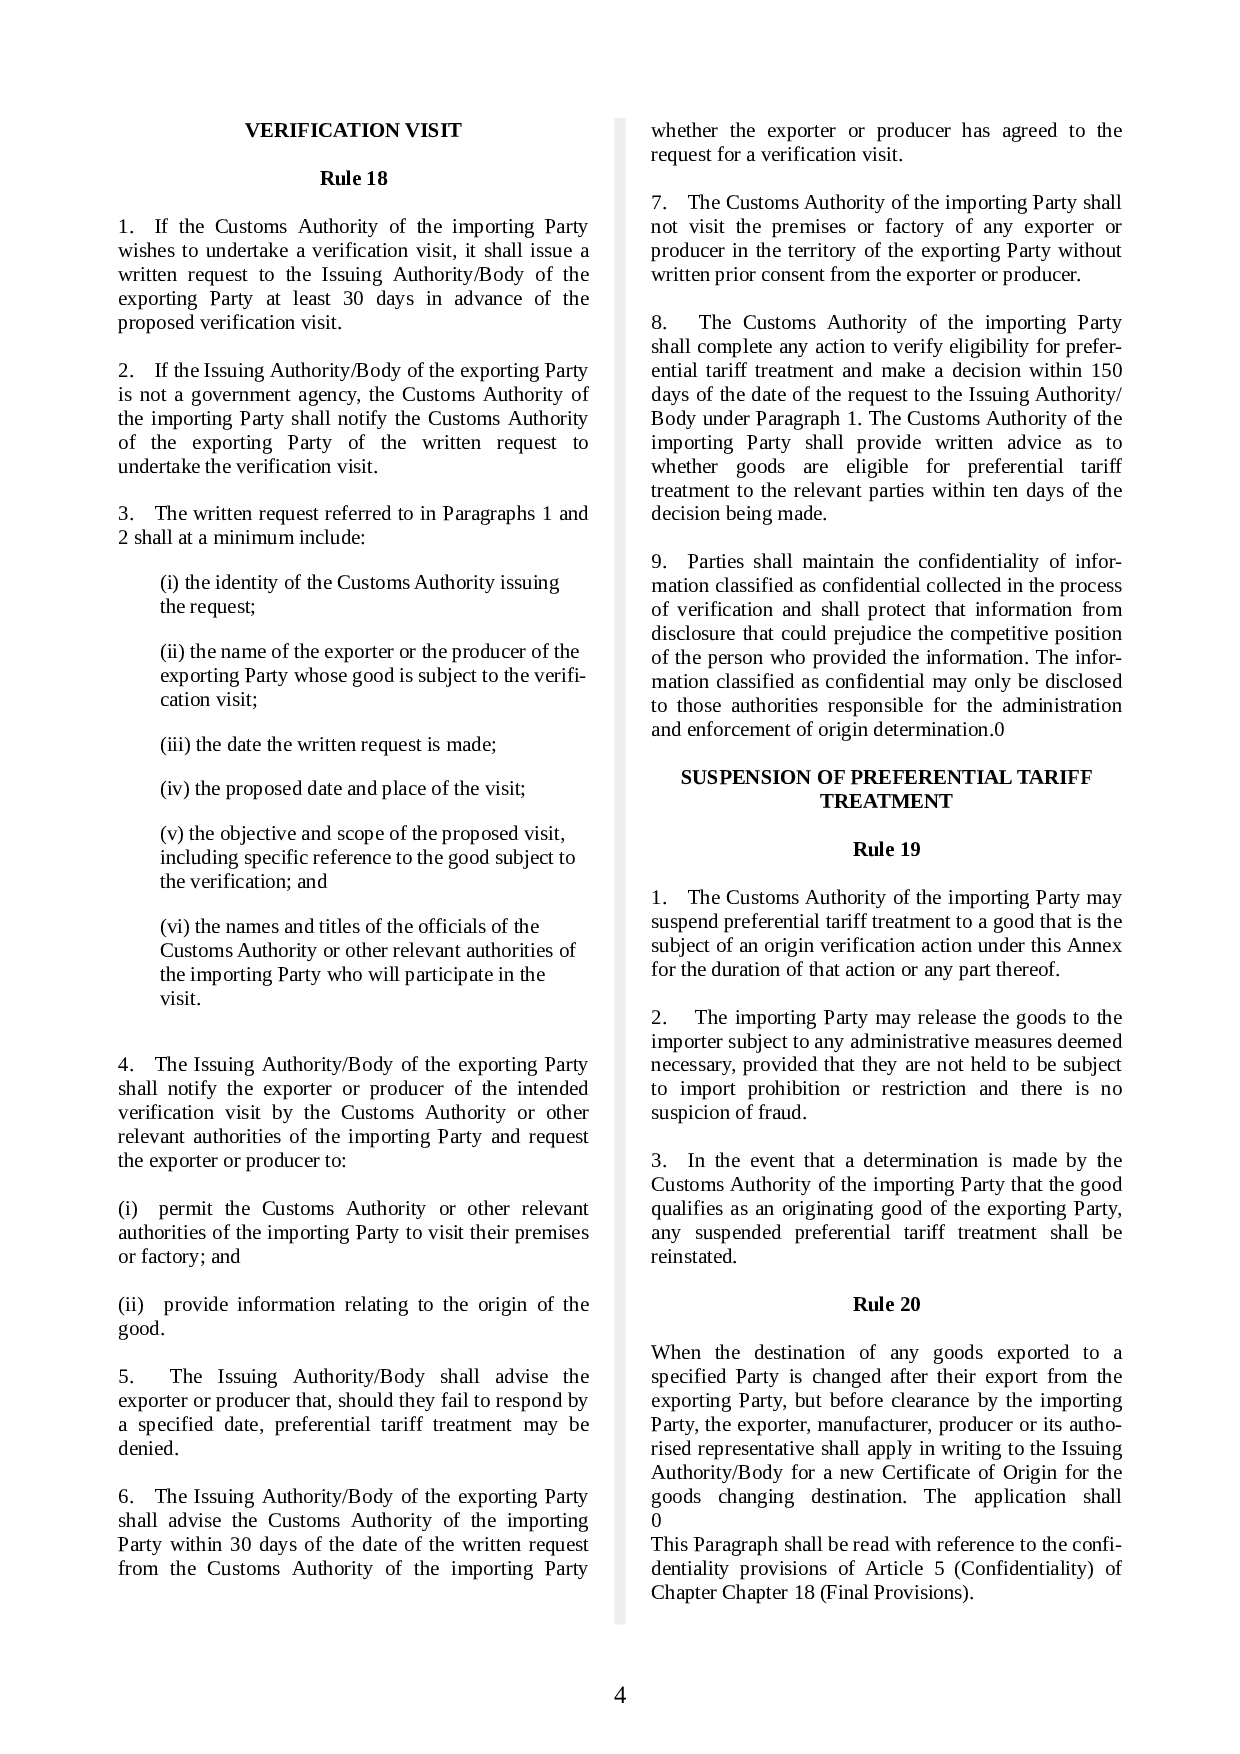 VERIFICATION VISIT
Rule 18
1. If the Customs Authority of the importing Party
wishes to undertake a verification visit, it shall issue a
written request to the Issuing Authority/Body of the
exporting Party at least 30 days in advance of the
proposed verification visit.
2. If the Issuing Authority/Body of the exporting Party
is not a government agency, the Customs Authority of
the importing Party shall notify the Customs Authority
of the exporting Party of the written request to
undertake the verification visit.
3. The written request referred to in Paragraphs 1 and
2 shall at a minimum include:
(i) the identity of the Customs Authority issuing
the request;
(ii) the name of the exporter or the producer of the
exporting Party whose good is subject to the verifi-
cation visit;
(iii) the date the written request is made;
(iv) the proposed date and place of the visit;
(v) the objective and scope of the proposed visit,
including specific reference to the good subject to
the verification; and
(vi) the names and titles of the officials of the
Customs Authority or other relevant authorities of
the importing Party who will participate in the
visit.
4. The Issuing Authority/Body of the exporting Party
shall notify the exporter or producer of the intended
verification visit by the Customs Authority or other
relevant authorities of the importing Party and request
the exporter or producer to:
(i) permit the Customs Authority or other relevant
authorities of the importing Party to visit their premises
or factory; and
(ii) provide information relating to the origin of the
good.
5. The Issuing Authority/Body shall advise the
exporter or producer that, should they fail to respond by
a specified date, preferential tariff treatment may be
denied.
6. The Issuing Authority/Body of the exporting Party
shall advise the Customs Authority of the importing
Party within 30 days of the date of the written request
from the Customs Authority of the importing Party
whether the exporter or producer has agreed to the
request for a verification visit.
7. The Customs Authority of the importing Party shall
not visit the premises or factory of any exporter or
producer in the territory of the exporting Party without
written prior consent from the exporter or producer.
8. The Customs Authority of the importing Party
shall complete any action to verify eligibility for prefer-
ential tariff treatment and make a decision within 150
days of the date of the request to the Issuing Authority/
Body under Paragraph 1. The Customs Authority of the
importing Party shall provide written advice as to
whether goods are eligible for preferential tariff
treatment to the relevant parties within ten days of the
decision being made.
9. Parties shall maintain the confidentiality of infor-
mation classified as confidential collected in the process
of verification and shall protect that information from
disclosure that could prejudice the competitive position
of the person who provided the information. The infor-
mation classified as confidential may only be disclosed
to those authorities responsible for the administration
and enforcement of origin determination.0
SUSPENSION OF PREFERENTIAL TARIFF
TREATMENT
Rule 19
1. The Customs Authority of the importing Party may
suspend preferential tariff treatment to a good that is the
subject of an origin verification action under this Annex
for the duration of that action or any part thereof.
2. The importing Party may release the goods to the
importer subject to any administrative measures deemed
necessary, provided that they are not held to be subject
to import prohibition or restriction and there is no
suspicion of fraud.
3. In the event that a determination is made by the
Customs Authority of the importing Party that the good
qualifies as an originating good of the exporting Party,
any suspended preferential tariff treatment shall be
reinstated.
Rule 20
When the destination of any goods exported to a
specified Party is changed after their export from the
exporting Party, but before clearance by the importing
Party, the exporter, manufacturer, producer or its autho-
rised representative shall apply in writing to the Issuing
Authority/Body for a new Certificate of Origin for the
goods changing destination. The application shall
0
This Paragraph shall be read with reference to the confi-
dentiality provisions of Article 5 (Confidentiality) of
Chapter Chapter 18 (Final Provisions).
4